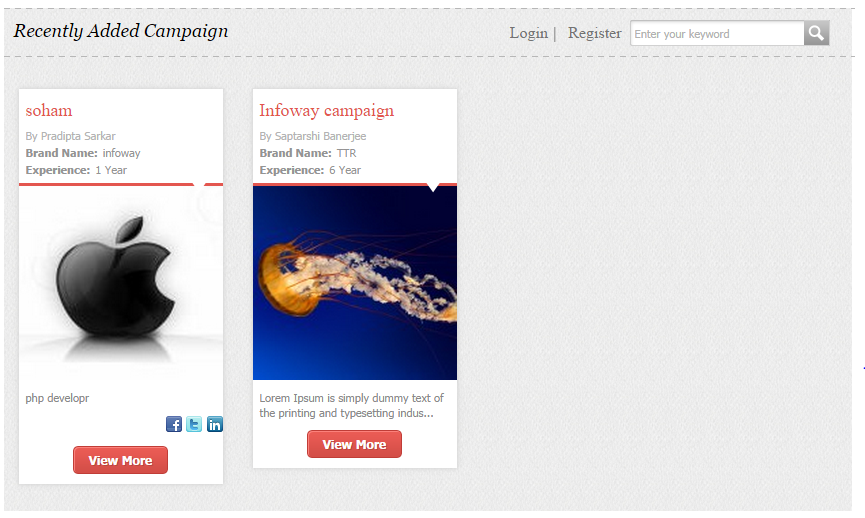 Recently Added Campaign
Login |  Register
Enter your keyword
soham
By Pradipta Sarkar
Brand Name: infoway
Experience: 1 Year
php developr
View More
Infoway campaign
By Saptarshi Banerjee
Brand Name: TTR
Experience: 6 Year
Lorem Ipsum is simply dummy text of
the printing and typesetting indus...
View More